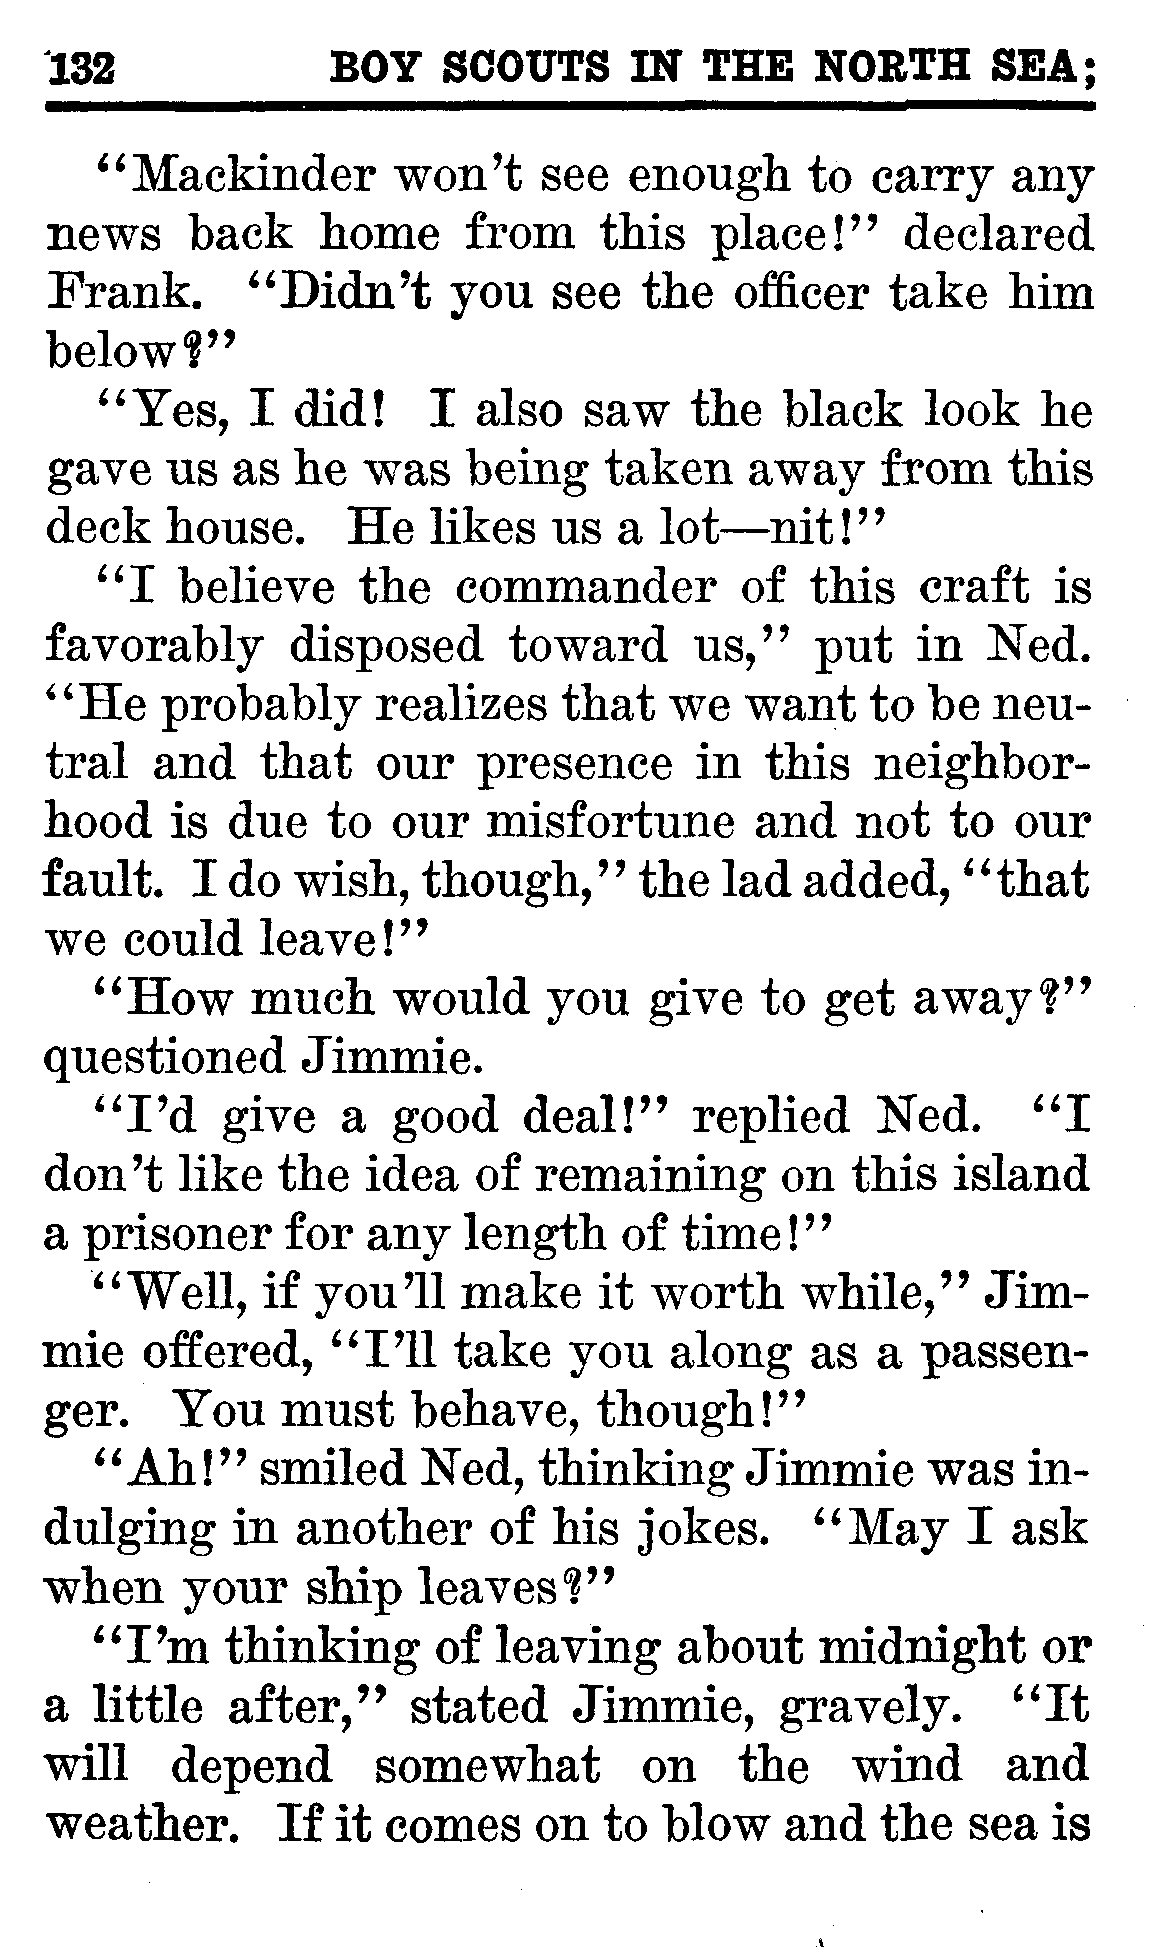 132 BOY SCOUTS IN THE NORTH SEA;
“Mackinder won’t see enough to carry any
news back home from this place!” declared
Frank. “Didn’t you see the officer take him
below?”
“Yes, I did! I also saw the black look he
gave us as he was being taken away from this
deck house. He likes us a lot—nit!”
“I believe the commander of this craft is
favorably disposed toward us,” put in Ned.
“He probably realizes that we want to be neu-
tral and that our presence in this neighbor-
hood is due to our misfortune and not to our
fault. I do wish, though,” the lad added, “that
we could leave!”
“How much would you give to get away?”
questioned Jimmie.
“I’d give a good deal!” replied Ned. “I
don’t like the idea of remaining on this island
a prisoner for any length of time!”
“Well, if you’ll make it worth while,” Jim-
mie offered, “I’ll take you along as a passen-
ger. You must behave, though!”
“Ah!” smiled Ned, thinking Jimmie was in-
dulging in another of his jokes. “May I ask
when your ship leaves?”
“I’m thinking of leaving about midnight or
a little after,” stated Jimmie, gravely. “It
will depend somewhat on the wind and
weather. If it comes on to blow and the sea is